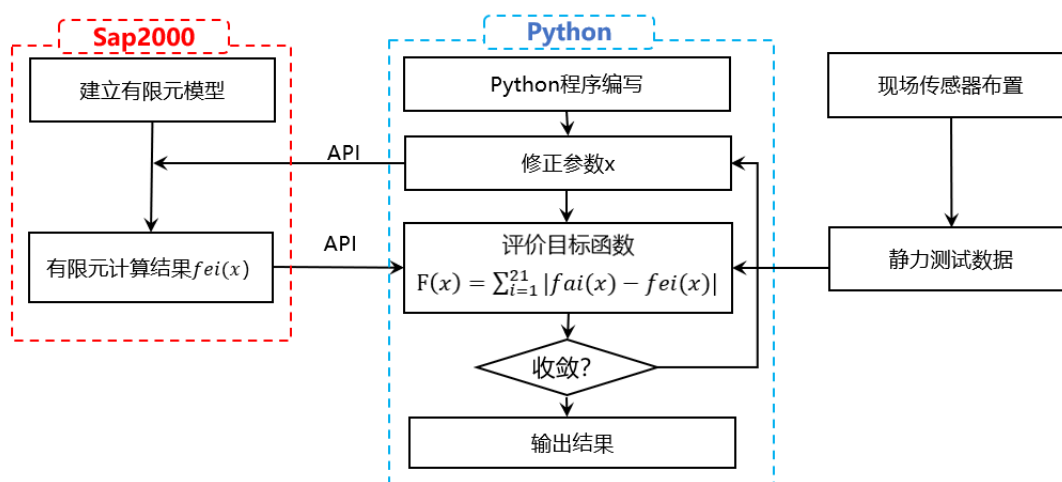 Sap2000
Python
建立有限元模型
Python程序编写
现场传感器布置
API
修正参数x
API
有限元计算结果fei(x)
评价目标函数
F(x) = ∑_{i=1}^{21} |fai(x) − fei(x)|
静力测试数据
收敛？
输出结果